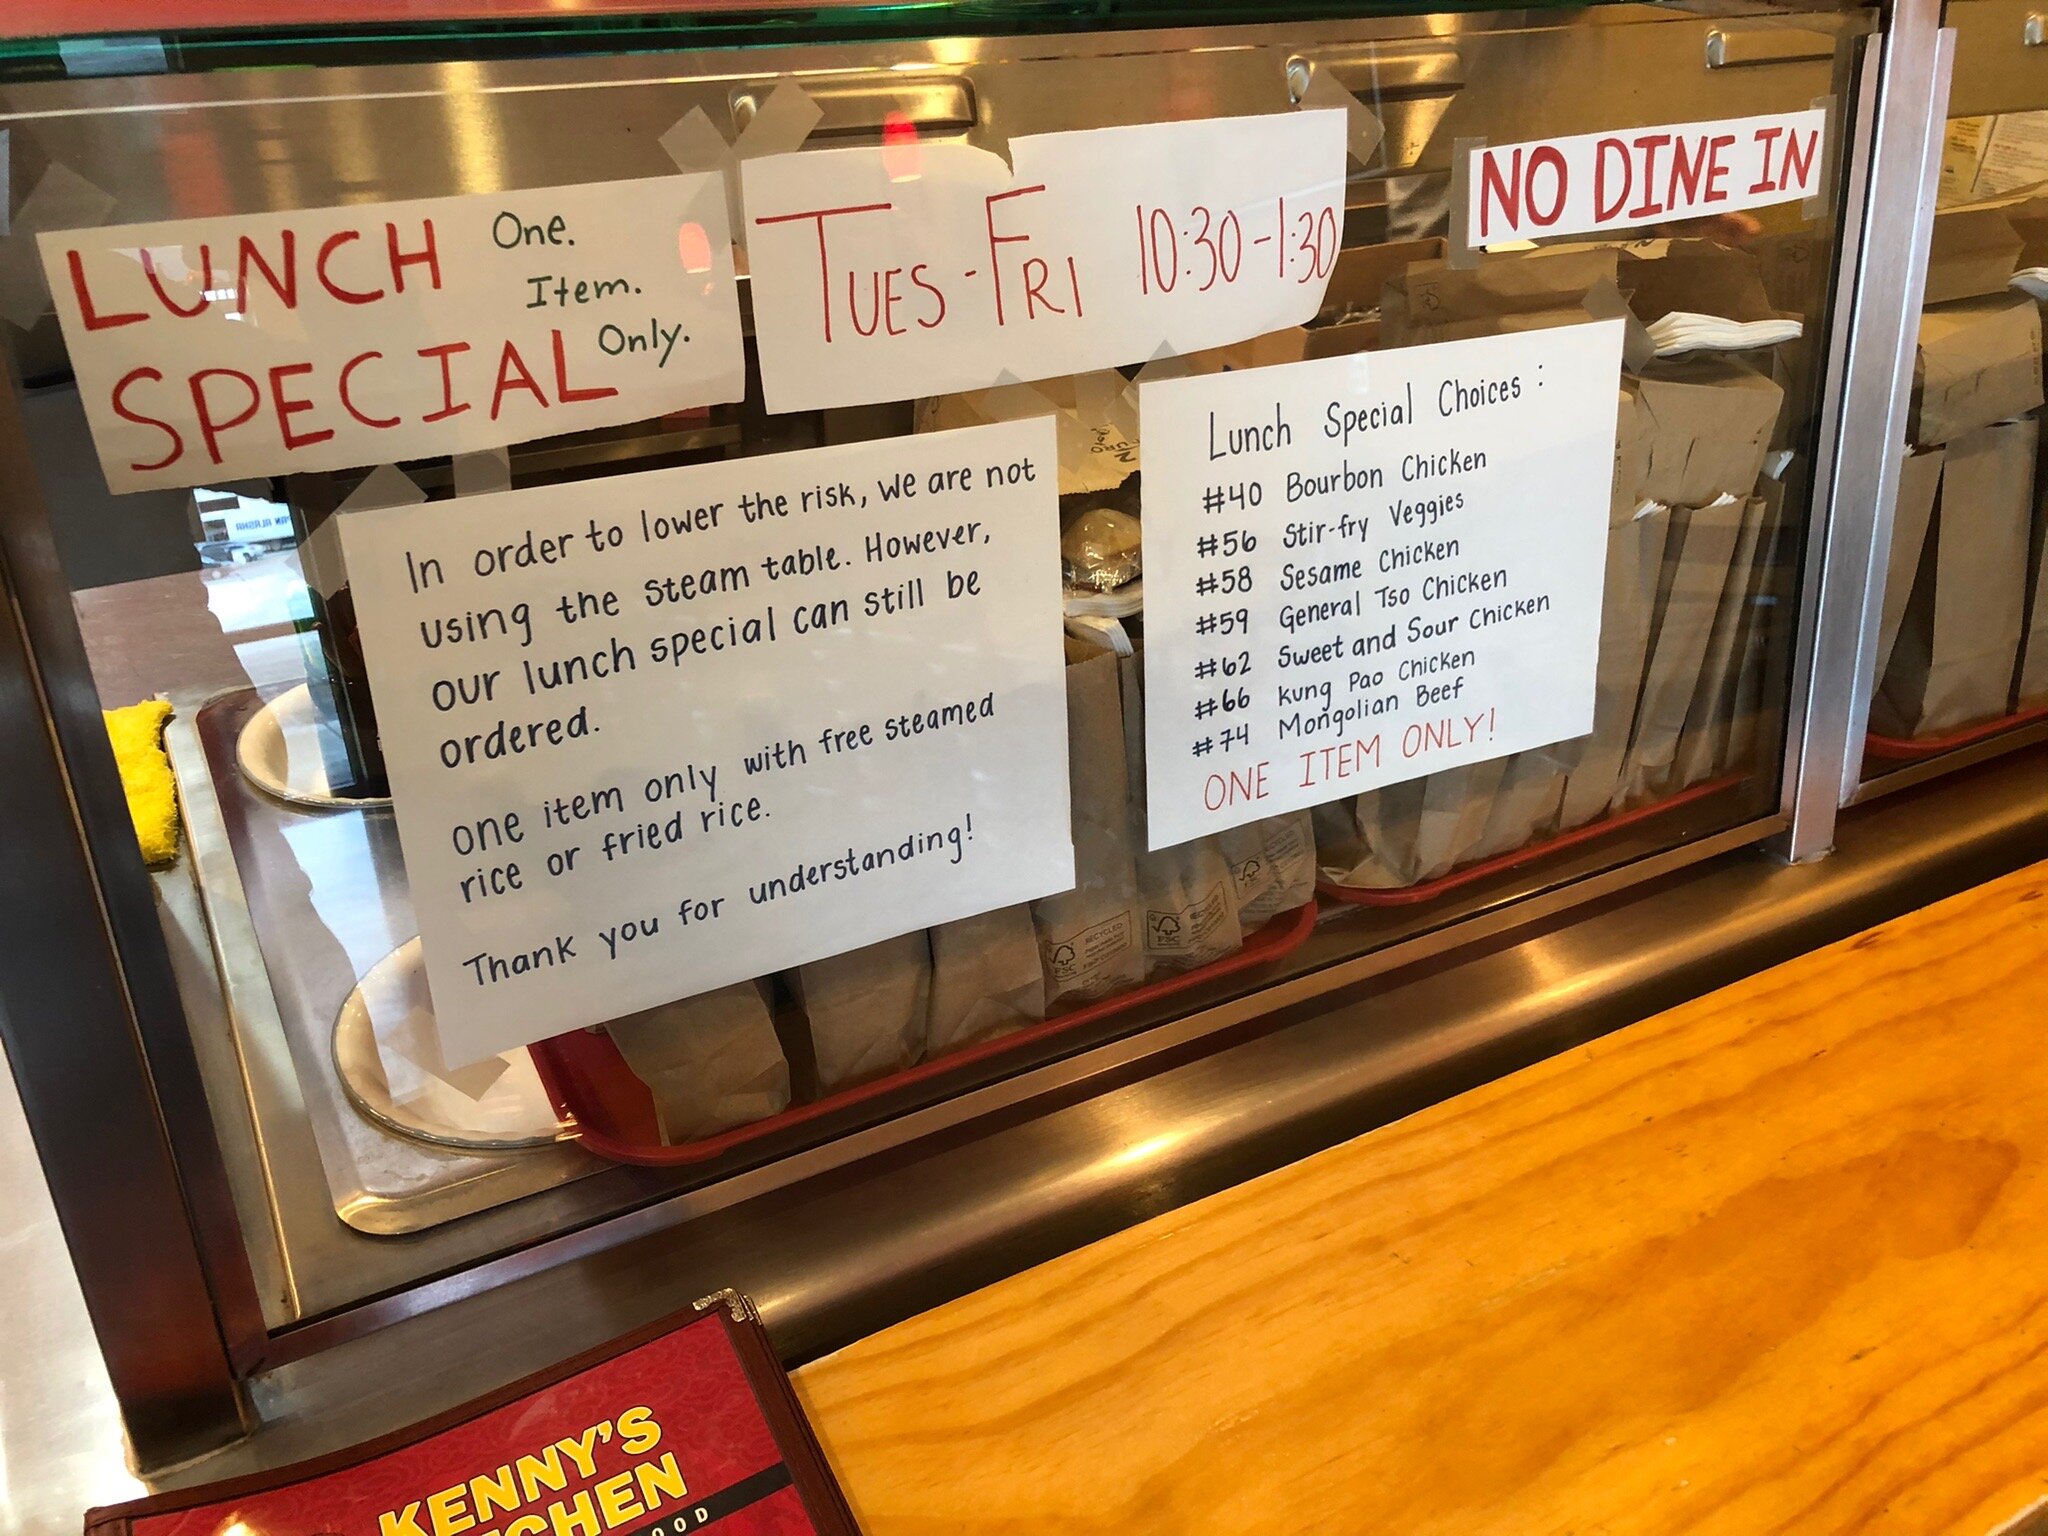 LUNCH One.
Item.
SPECIAL Only.
TUES-FRI 10:30-1:30
NO DINE IN
In order to lower the risk, we are not
using the steam table. However,
our lunch special can still be
ordered.
one item only with free steamed
rice or fried rice.
Thank you for understanding!
Lunch Special Choices :
#40 Bourbon Chicken
#56 Stir-fry Veggies
#58 Sesame Chicken
#59 General Tso Chicken
#62 Sweet and Sour Chicken
#66 Kung Pao Chicken
#74 Mongolian Beef
ONE ITEM ONLY!
RECYCLED
FSC
FSC
KENNY'S